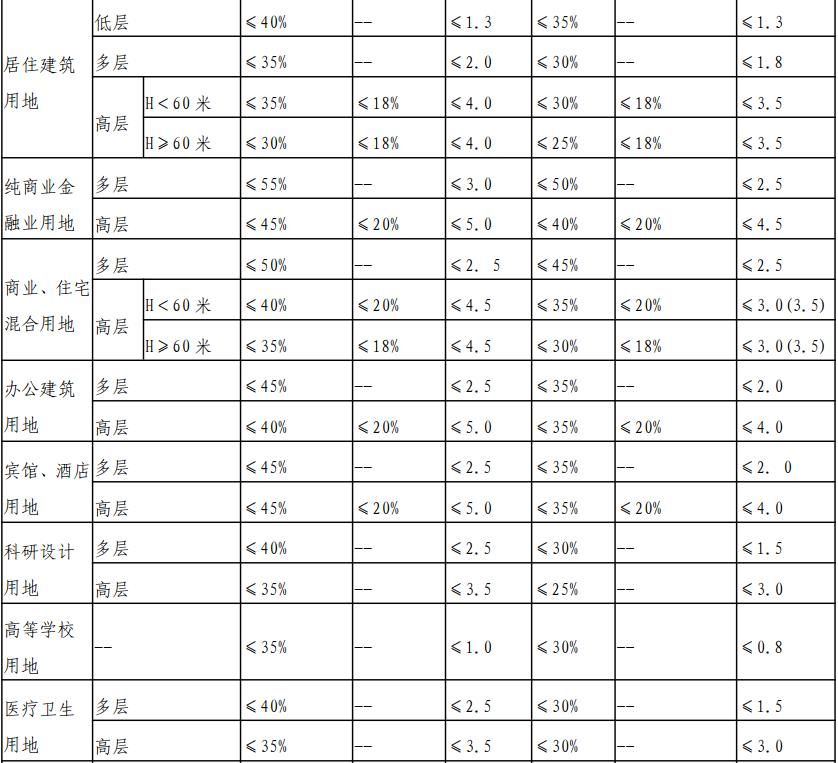 低层 ≤40% -- ≤1.3 ≤35% -- ≤1.3
居住建筑
用地
多层 ≤35% -- ≤2.0 ≤30% -- ≤1.8
高层
H<60米 ≤35% ≤18% ≤4.0 ≤30% ≤18% ≤3.5
H≥60米 ≤30% ≤18% ≤4.0 ≤25% ≤18% ≤3.5
纯商业金
融业用地
多层 ≤55% -- ≤3.0 ≤50% -- ≤2.5
高层 ≤45% ≤20% ≤5.0 ≤40% ≤20% ≤4.5
商业、住宅
混合用地
多层 ≤50% -- ≤2. 5 ≤45% -- ≤2.5
高层
H<60米 ≤40% ≤20% ≤4.5 ≤35% ≤20% ≤3.0(3.5)
H≥60米 ≤35% ≤18% ≤4.5 ≤30% ≤18% ≤3.0(3.5)
办公建筑
用地
多层 ≤45% -- ≤2.5 ≤35% -- ≤2.0
高层 ≤40% ≤20% ≤5.0 ≤35% ≤20% ≤4.0
宾馆、酒店
用地
多层 ≤45% -- ≤2.5 ≤35% -- ≤2. 0
高层 ≤45% ≤20% ≤5.0 ≤35% ≤20% ≤4.0
科研设计
用地
多层 ≤40% -- ≤2.5 ≤30% -- ≤1.5
高层 ≤35% -- ≤3.5 ≤25% -- ≤3.0
高等学校
用地
-- ≤35% -- ≤1.0 ≤30% -- ≤0.8
医疗卫生
用地
多层 ≤40% -- ≤2.5 ≤30% -- ≤1.5
高层 ≤35% -- ≤3.5 ≤30% -- ≤3.0